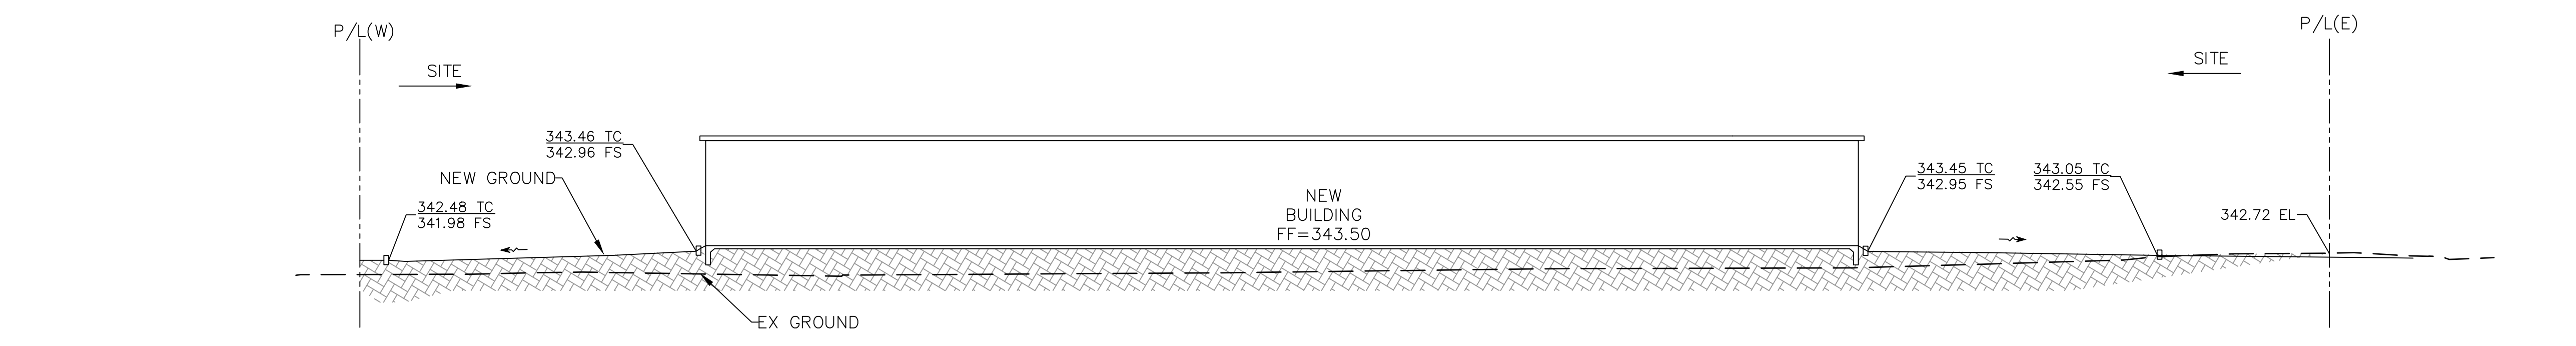 P/L(W)
SITE
343.46 TC
342.96 FS
NEW GROUND
342.48 TC
341.98 FS
EX GROUND
NEW
BUILDING
FF=343.50
P/L(E)
SITE
343.45 TC
342.95 FS
343.05 TC
342.55 FS
342.72 EL